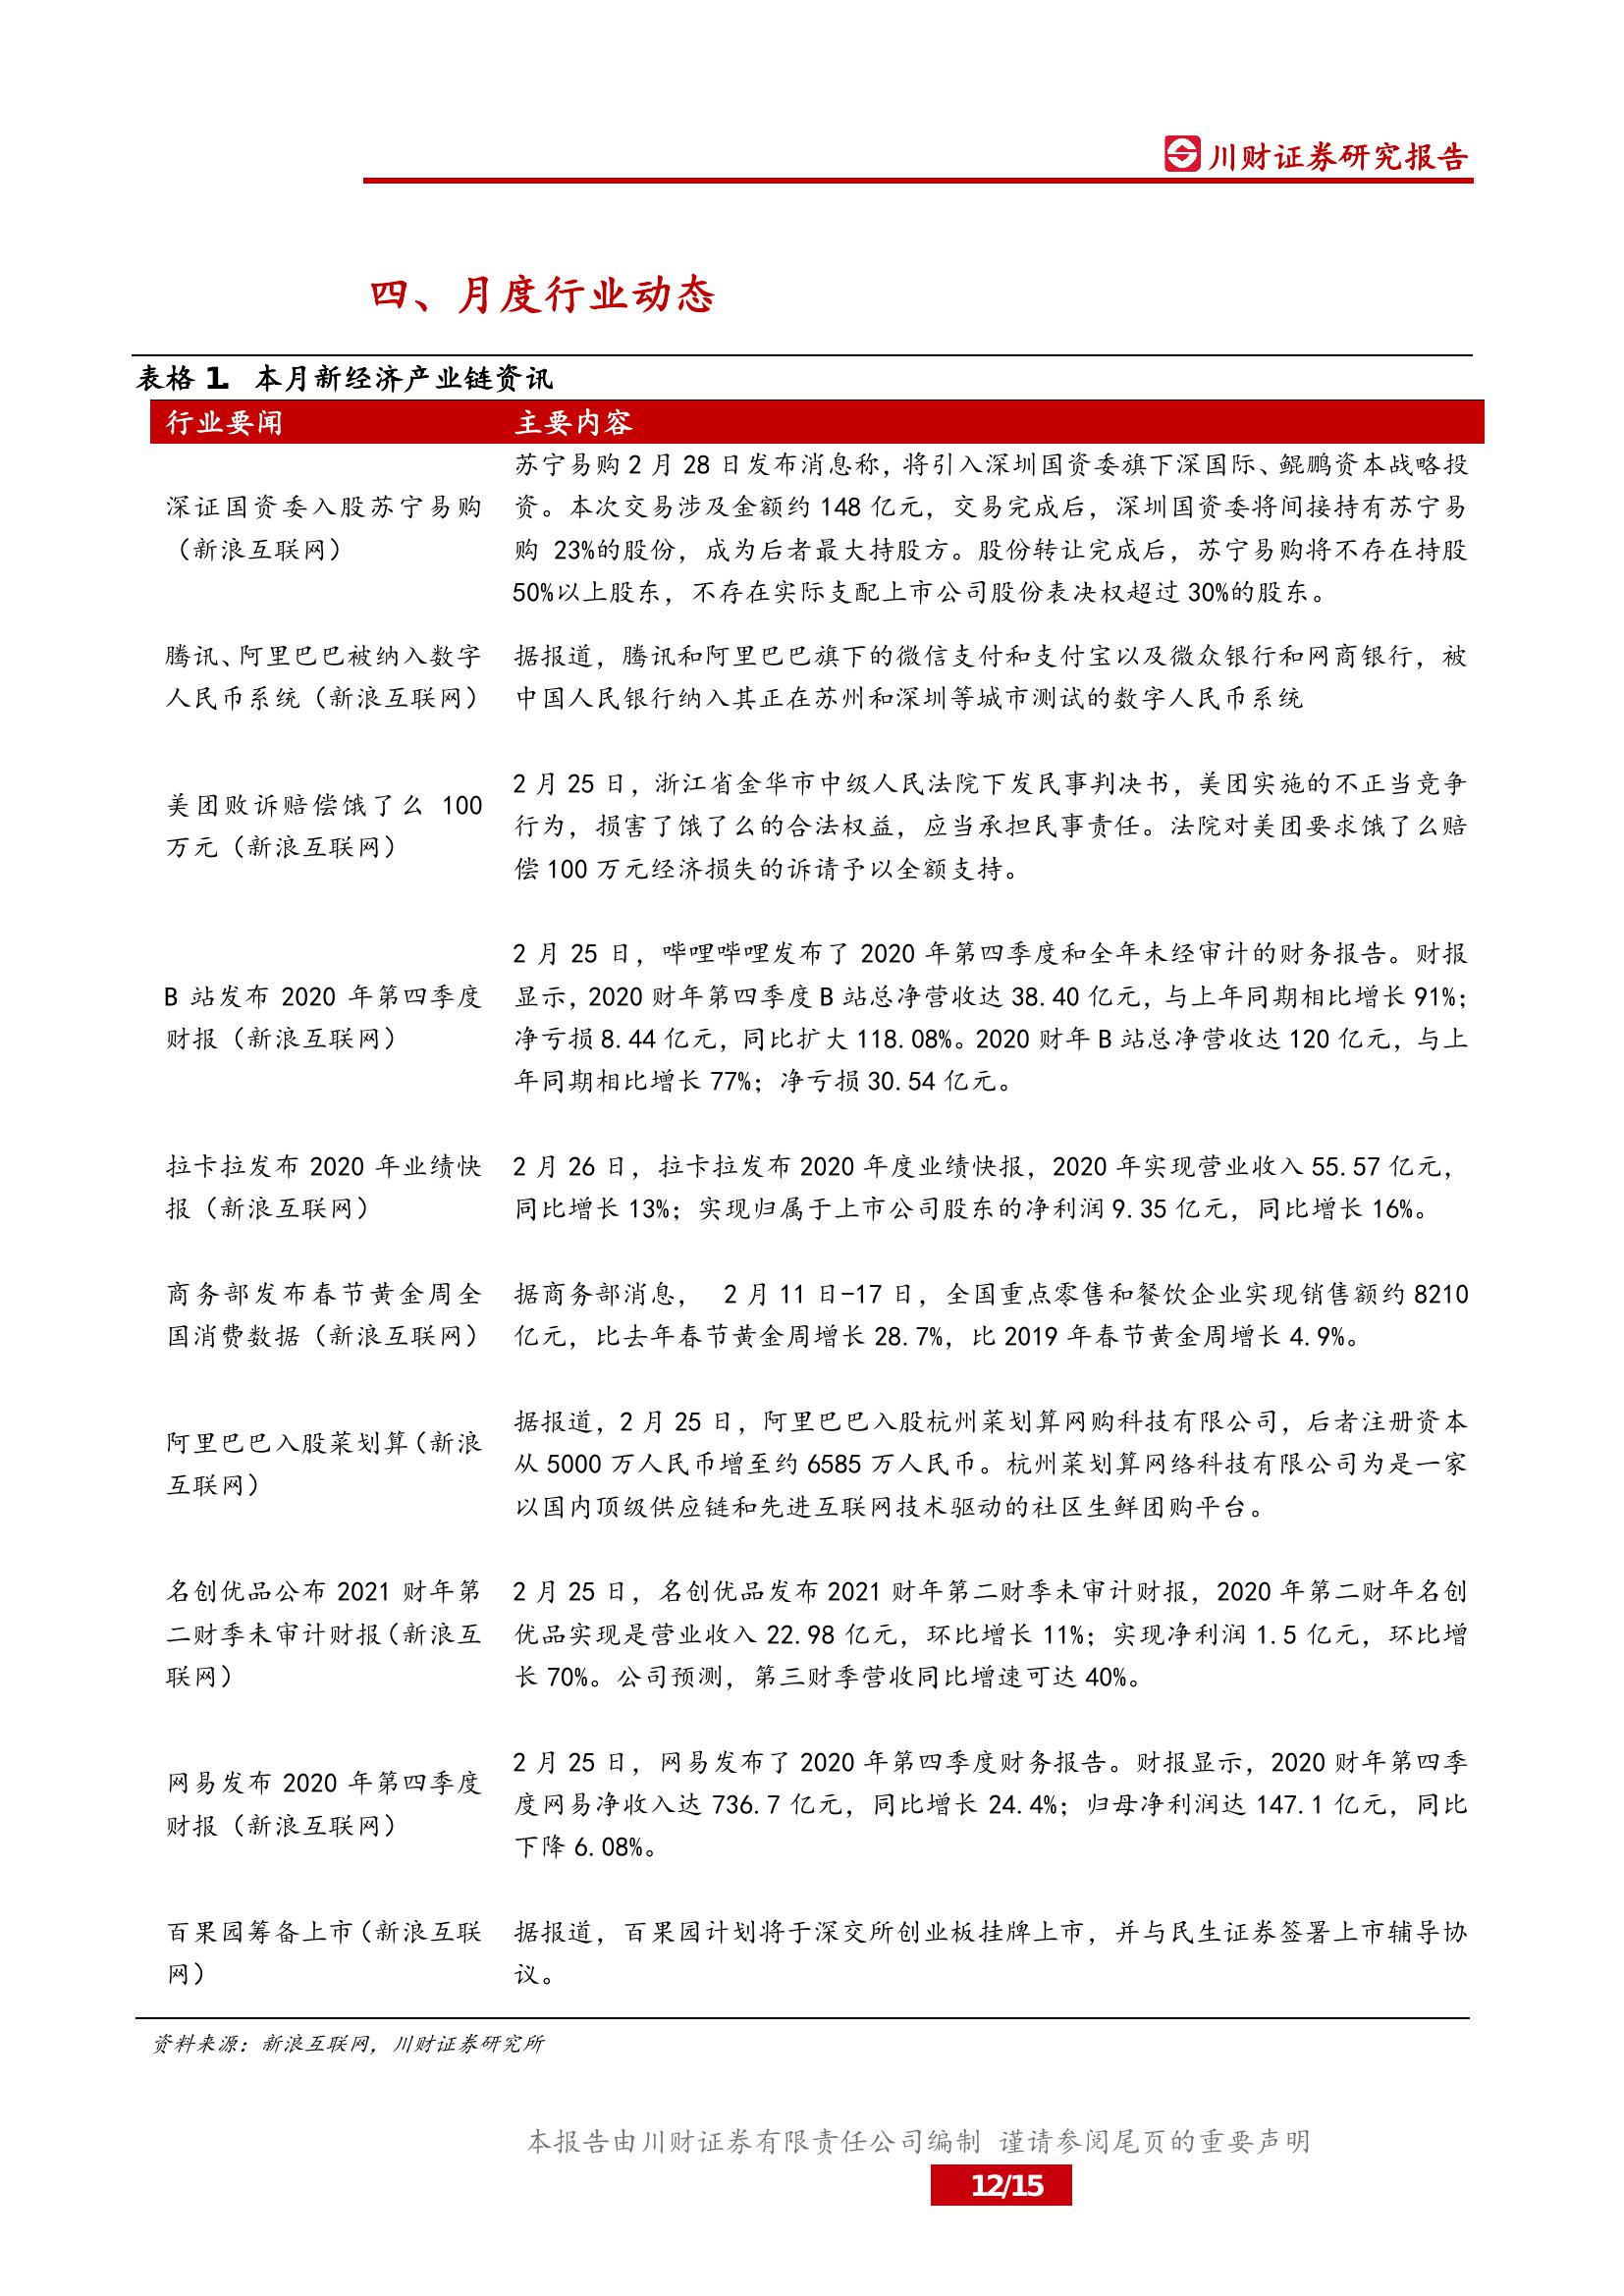 川财证券研究报告
四、月度行业动态
表格 1. 本月新经济产业链资讯
行业要闻 主要内容
深证国资委入股苏宁易购
（新浪互联网）
苏宁易购 2 月 28 日发布消息称，将引入深圳国资委旗下深国际、鲲鹏资本战略投
资。本次交易涉及金额约 148 亿元，交易完成后，深圳国资委将间接持有苏宁易
购 23%的股份，成为后者最大持股方。股份转让完成后，苏宁易购将不存在持股
50%以上股东，不存在实际支配上市公司股份表决权超过 30%的股东。
腾讯、阿里巴巴被纳入数字
人民币系统（新浪互联网）
据报道，腾讯和阿里巴巴旗下的微信支付和支付宝以及微众银行和网商银行，被
中国人民银行纳入其正在苏州和深圳等城市测试的数字人民币系统
美团败诉赔偿饿了么 100
万元（新浪互联网）
2 月 25 日，浙江省金华市中级人民法院下发民事判决书，美团实施的不正当竞争
行为，损害了饿了么的合法权益，应当承担民事责任。法院对美团要求饿了么赔
偿 100 万元经济损失的诉请予以全额支持。
B 站发布 2020 年第四季度
财报（新浪互联网）
2 月 25 日，哔哩哔哩发布了 2020 年第四季度和全年未经审计的财务报告。财报
显示，2020 财年第四季度 B 站总净营收达 38.40 亿元，与上年同期相比增长 91%；
净亏损 8.44 亿元，同比扩大 118.08%。2020 财年 B 站总净营收达 120 亿元，与上
年同期相比增长 77%；净亏损 30.54 亿元。
拉卡拉发布 2020 年业绩快
报（新浪互联网）
2 月 26 日，拉卡拉发布 2020 年度业绩快报，2020 年实现营业收入 55.57 亿元，
同比增长 13%；实现归属于上市公司股东的净利润 9.35 亿元，同比增长 16%。
商务部发布春节黄金周全
国消费数据（新浪互联网）
据商务部消息， 2 月 11 日-17 日，全国重点零售和餐饮企业实现销售额约 8210
亿元，比去年春节黄金周增长 28.7%，比 2019 年春节黄金周增长 4.9%。
阿里巴巴入股菜划算（新浪
互联网）
据报道，2 月 25 日，阿里巴巴入股杭州菜划算网购科技有限公司，后者注册资本
从 5000 万人民币增至约 6585 万人民币。杭州菜划算网络科技有限公司为是一家
以国内顶级供应链和先进互联网技术驱动的社区生鲜团购平台。
名创优品公布 2021 财年第
二财季未审计财报（新浪互
联网）
2 月 25 日，名创优品发布 2021 财年第二财季未审计财报，2020 年第二财年名创
优品实现是营业收入 22.98 亿元，环比增长 11%；实现净利润 1.5 亿元，环比增
长 70%。公司预测，第三财季营收同比增速可达 40%。
网易发布 2020 年第四季度
财报（新浪互联网）
2 月 25 日，网易发布了 2020 年第四季度财务报告。财报显示，2020 财年第四季
度网易净收入达 736.7 亿元，同比增长 24.4%；归母净利润达 147.1 亿元，同比
下降 6.08%。
百果园筹备上市（新浪互联
网）
据报道，百果园计划将于深交所创业板挂牌上市，并与民生证券签署上市辅导协
议。
资料来源：新浪互联网，川财证券研究所
本报告由川财证券有限责任公司编制 谨请参阅尾页的重要声明
12/15